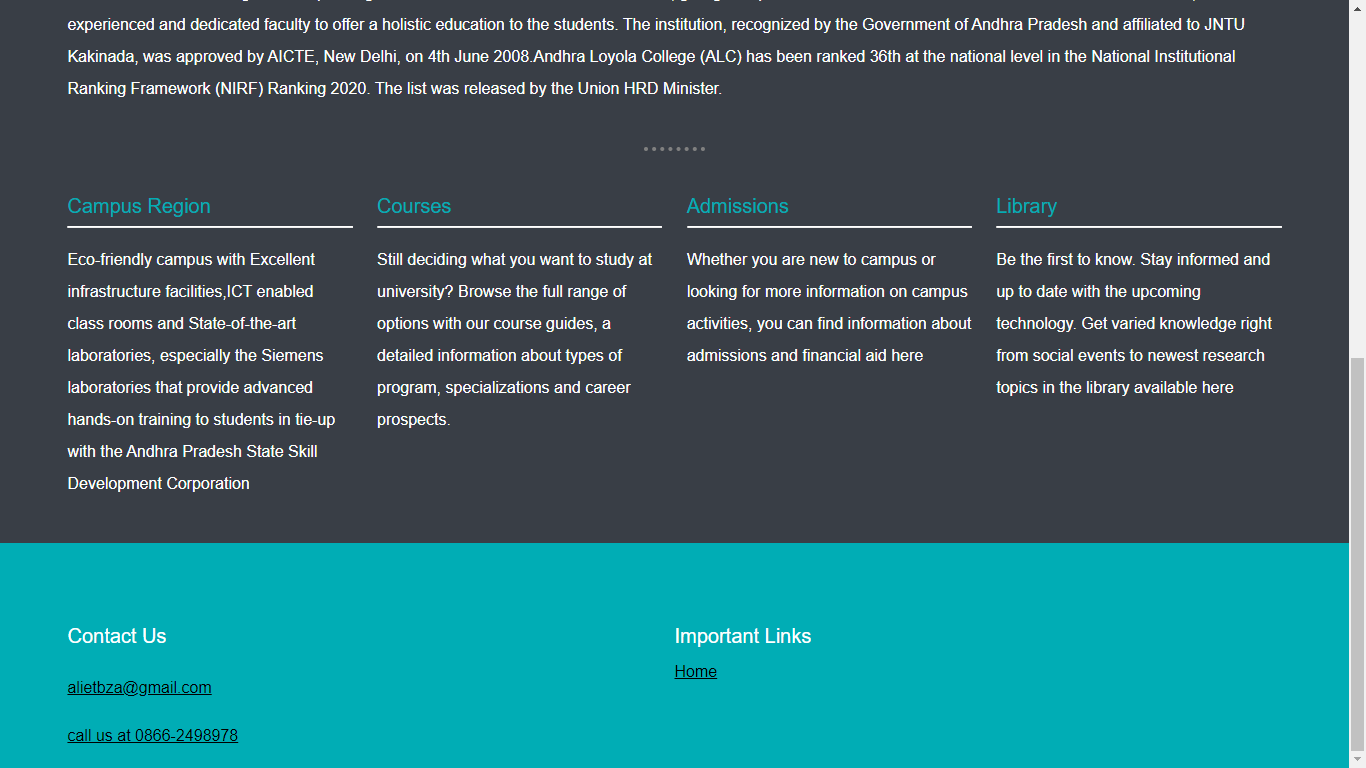 experienced and dedicated faculty to offer a holistic education to the students. The institution, recognized by the Government of Andhra Pradesh and affiliated to JNTU
Kakinada, was approved by AICTE, New Delhi, on 4th June 2008.Andhra Loyola College (ALC) has been ranked 36th at the national level in the National Institutional
Ranking Framework (NIRF) Ranking 2020. The list was released by the Union HRD Minister.
Campus Region
Eco-friendly campus with Excellent
infrastructure facilities,ICT enabled
class rooms and State-of-the-art
laboratories, especially the Siemens
laboratories that provide advanced
hands-on training to students in tie-up
with the Andhra Pradesh State Skill
Development Corporation
Courses
Still deciding what you want to study at
university? Browse the full range of
options with our course guides, a
detailed information about types of
program, specializations and career
prospects.
Admissions
Whether you are new to campus or
looking for more information on campus
activities, you can find information about
admissions and financial aid here
Library
Be the first to know. Stay informed and
up to date with the upcoming
technology. Get varied knowledge right
from social events to newest research
topics in the library available here
Contact Us
alietbza@gmail.com
call us at 0866-2498978
Important Links
Home